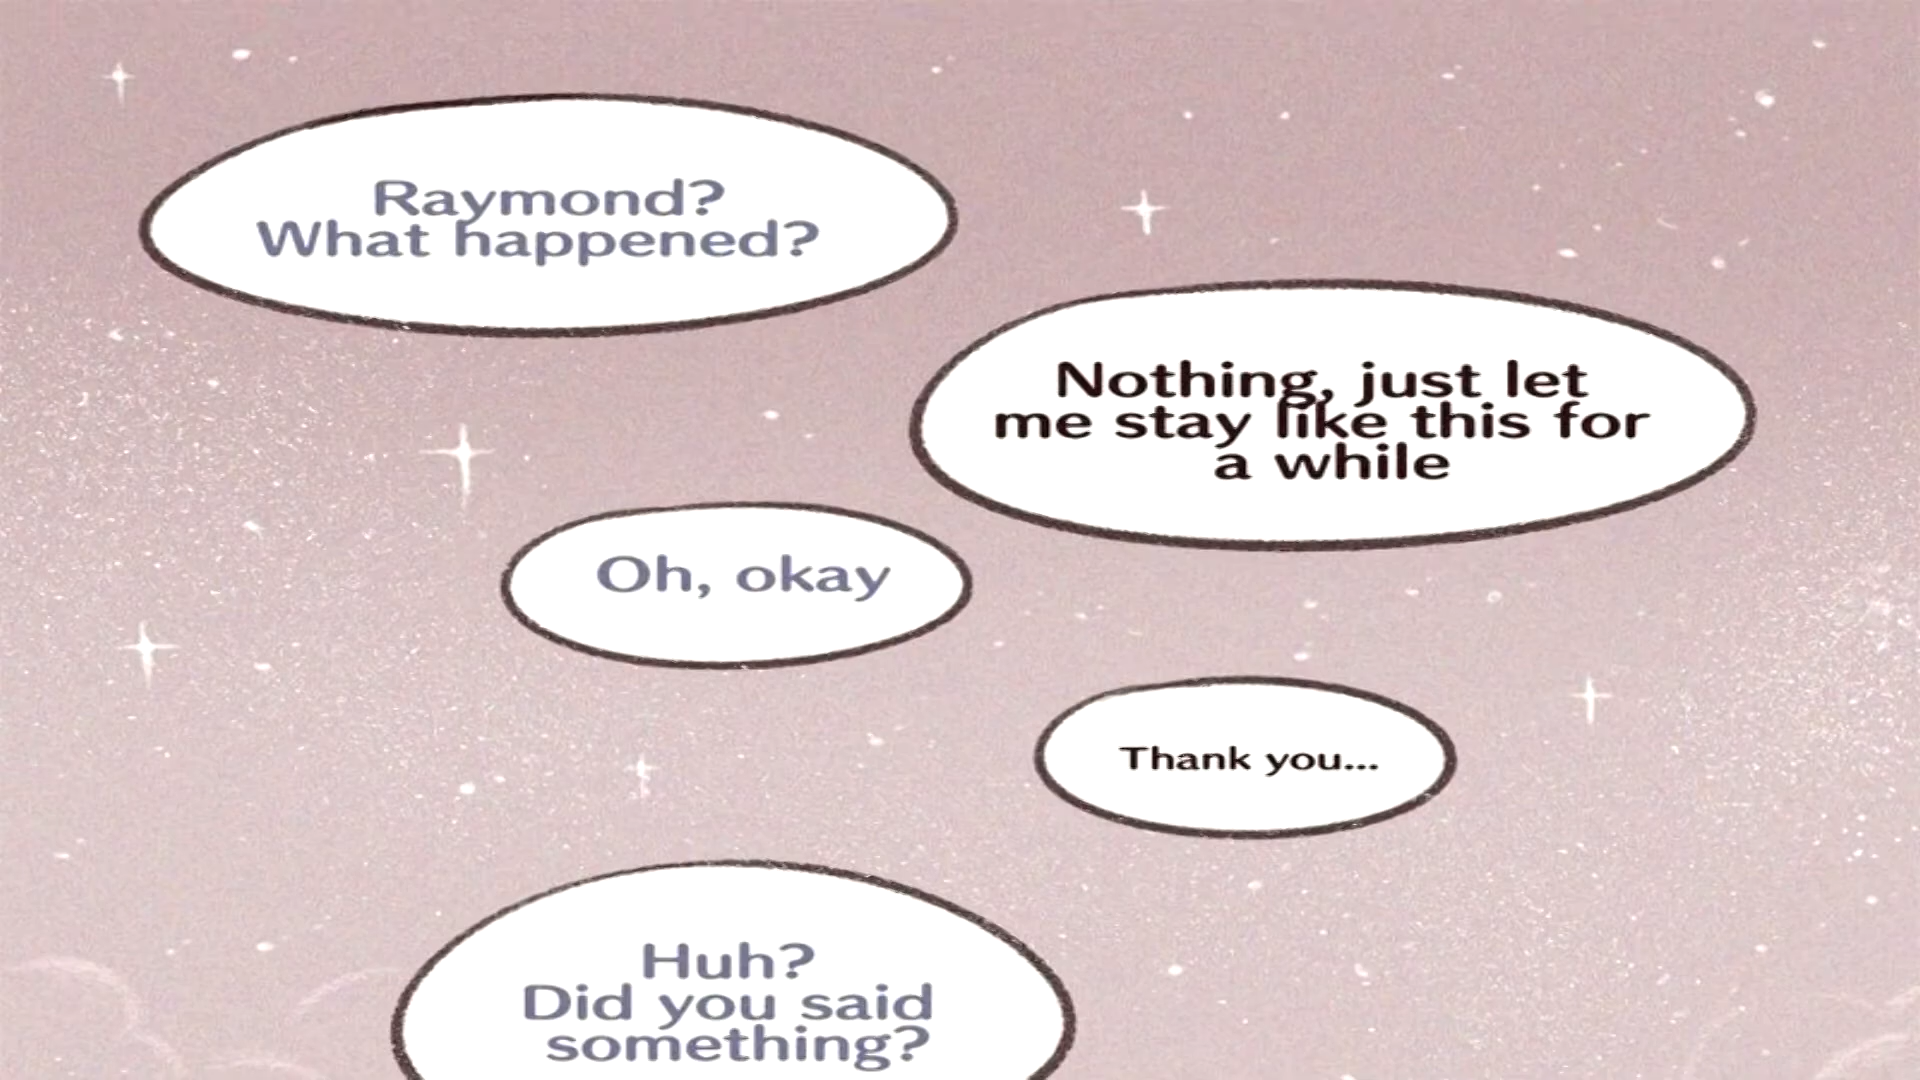 Raymond?
What happened?
Nothing, just let
me stay like this for
a while
Oh, okay
Thank you...
Huh?
Did you said
something?